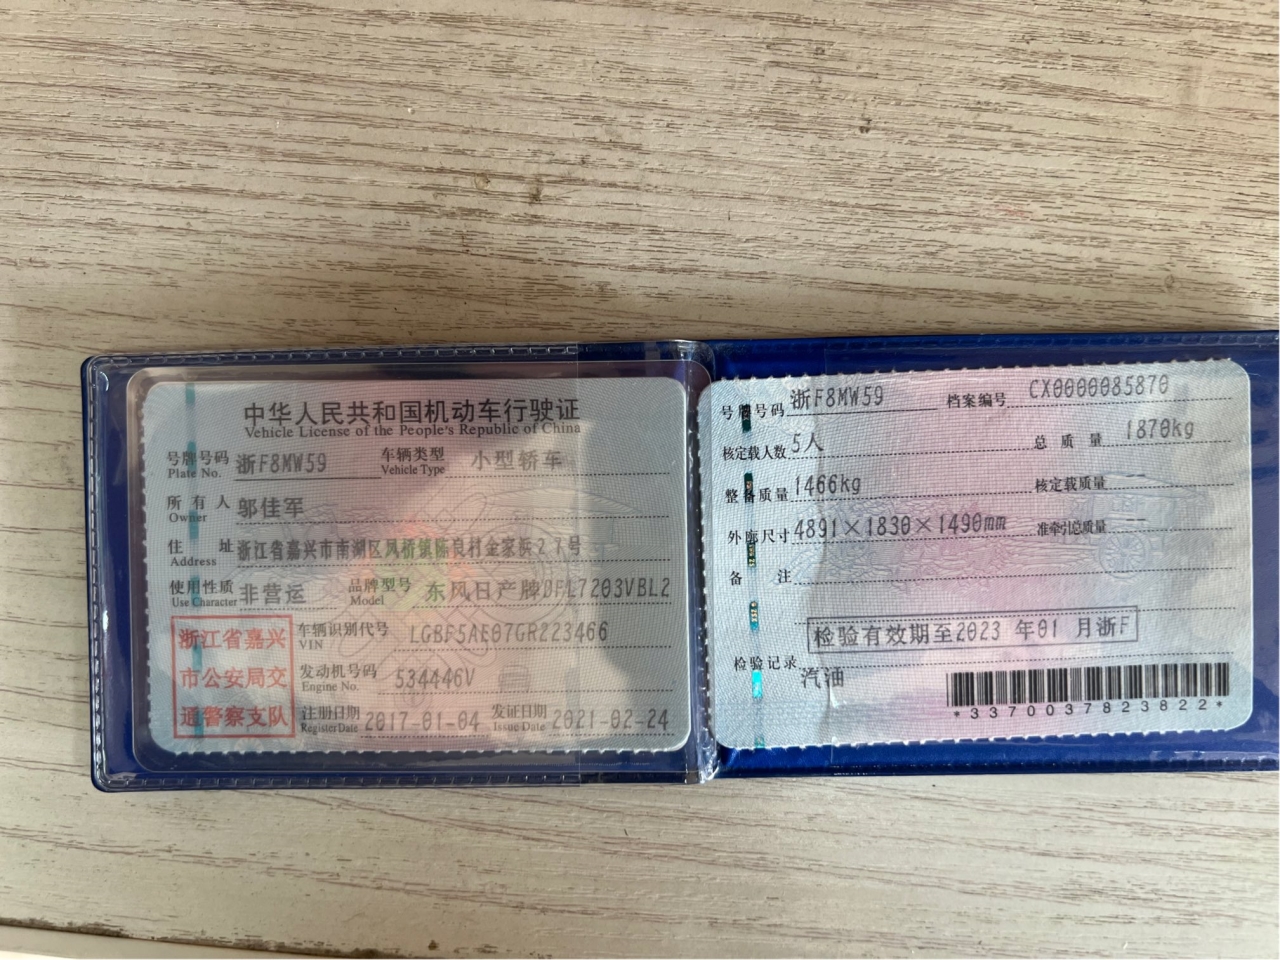 中华人民共和国机动车行驶证
Vehicle License of the People's Republic of China
号牌号码 浙F8MW59 车辆类型 小型轿车
Plate No. Vehicle Type
所有人 邬佳军
Owner
住址 浙江省嘉兴市南湖区凤桥镇陈良村金家浜27号
Address
使用性质 非营运 品牌型号 东风日产牌DFL7203VBL2
Use Character Model
浙江省嘉兴
市公安局交
通警察支队
车辆识别代号 LGBF5AE07GR223466
VIN
发动机号码 534446V
Engine No.
注册日期 2017-01-04 发证日期 2021-02-24
Register Date Issue Date
号牌号码 浙F8MW59 档案编号 CX0000085870
核定载人数 5人 总质量 1870kg
整备质量 1466kg 核定载质量 --
外廓尺寸 4891×1830×1490mm 准牵引总质量 --
备注
检验有效期至2023 年01 月浙F
检验记录
汽油
*3370037823822*